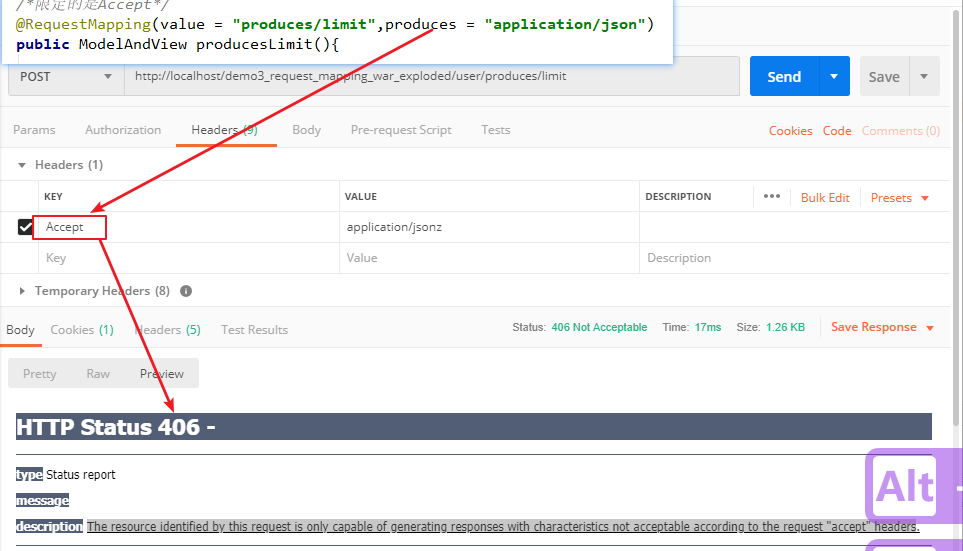 /*限定的是Accept*/
@RequestMapping(value = "produces/limit",produces = "application/json")
public ModelAndView producesLimit(){
POST http://localhost/demo3_request_mapping_war_exploded/user/produces/limit Send Save
Params Authorization Headers (9) Body Pre-request Script Tests Cookies Code Comments (0)
Headers (1)
KEY VALUE DESCRIPTION ••• Bulk Edit Presets
Accept application/jsonz
Key Value Description
Temporary Headers (8) i
Body Cookies (1) Headers (5) Test Results Status: 406 Not Acceptable Time: 17ms Size: 1.26 KB Save Response
Pretty Raw Preview
HTTP Status 406 -
type Status report
message
description The resource identified by this request is only capable of generating responses with characteristics not acceptable according to the request "accept" headers.
Alt